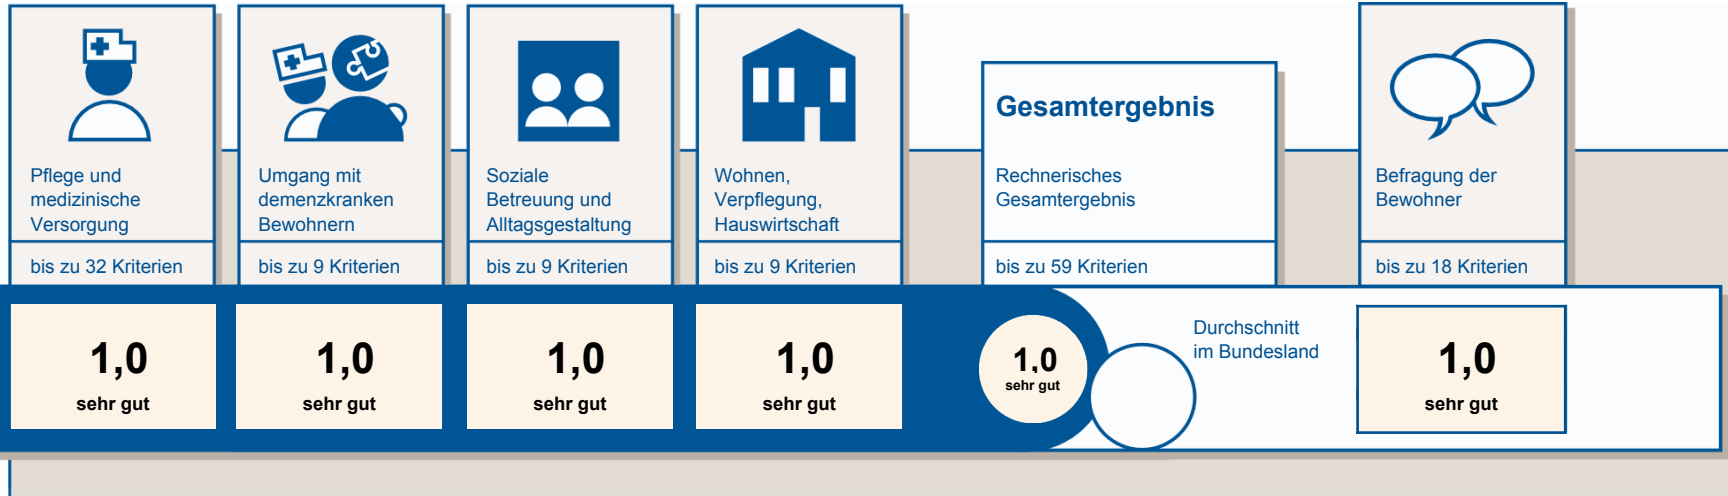 Pflege und
medizinische
Versorgung
bis zu 32 Kriterien
1,0
sehr gut
Umgang mit
demenzkranken
Bewohnern
bis zu 9 Kriterien
1,0
sehr gut
Soziale
Betreuung und
Alltagsgestaltung
bis zu 9 Kriterien
1,0
sehr gut
Wohnen,
Verpflegung,
Hauswirtschaft
bis zu 9 Kriterien
1,0
sehr gut
Gesamtergebnis
Rechnerisches
Gesamtergebnis
bis zu 59 Kriterien
1,0
sehr gut
Durchschnitt
im Bundesland
Befragung der
Bewohner
bis zu 18 Kriterien
1,0
sehr gut